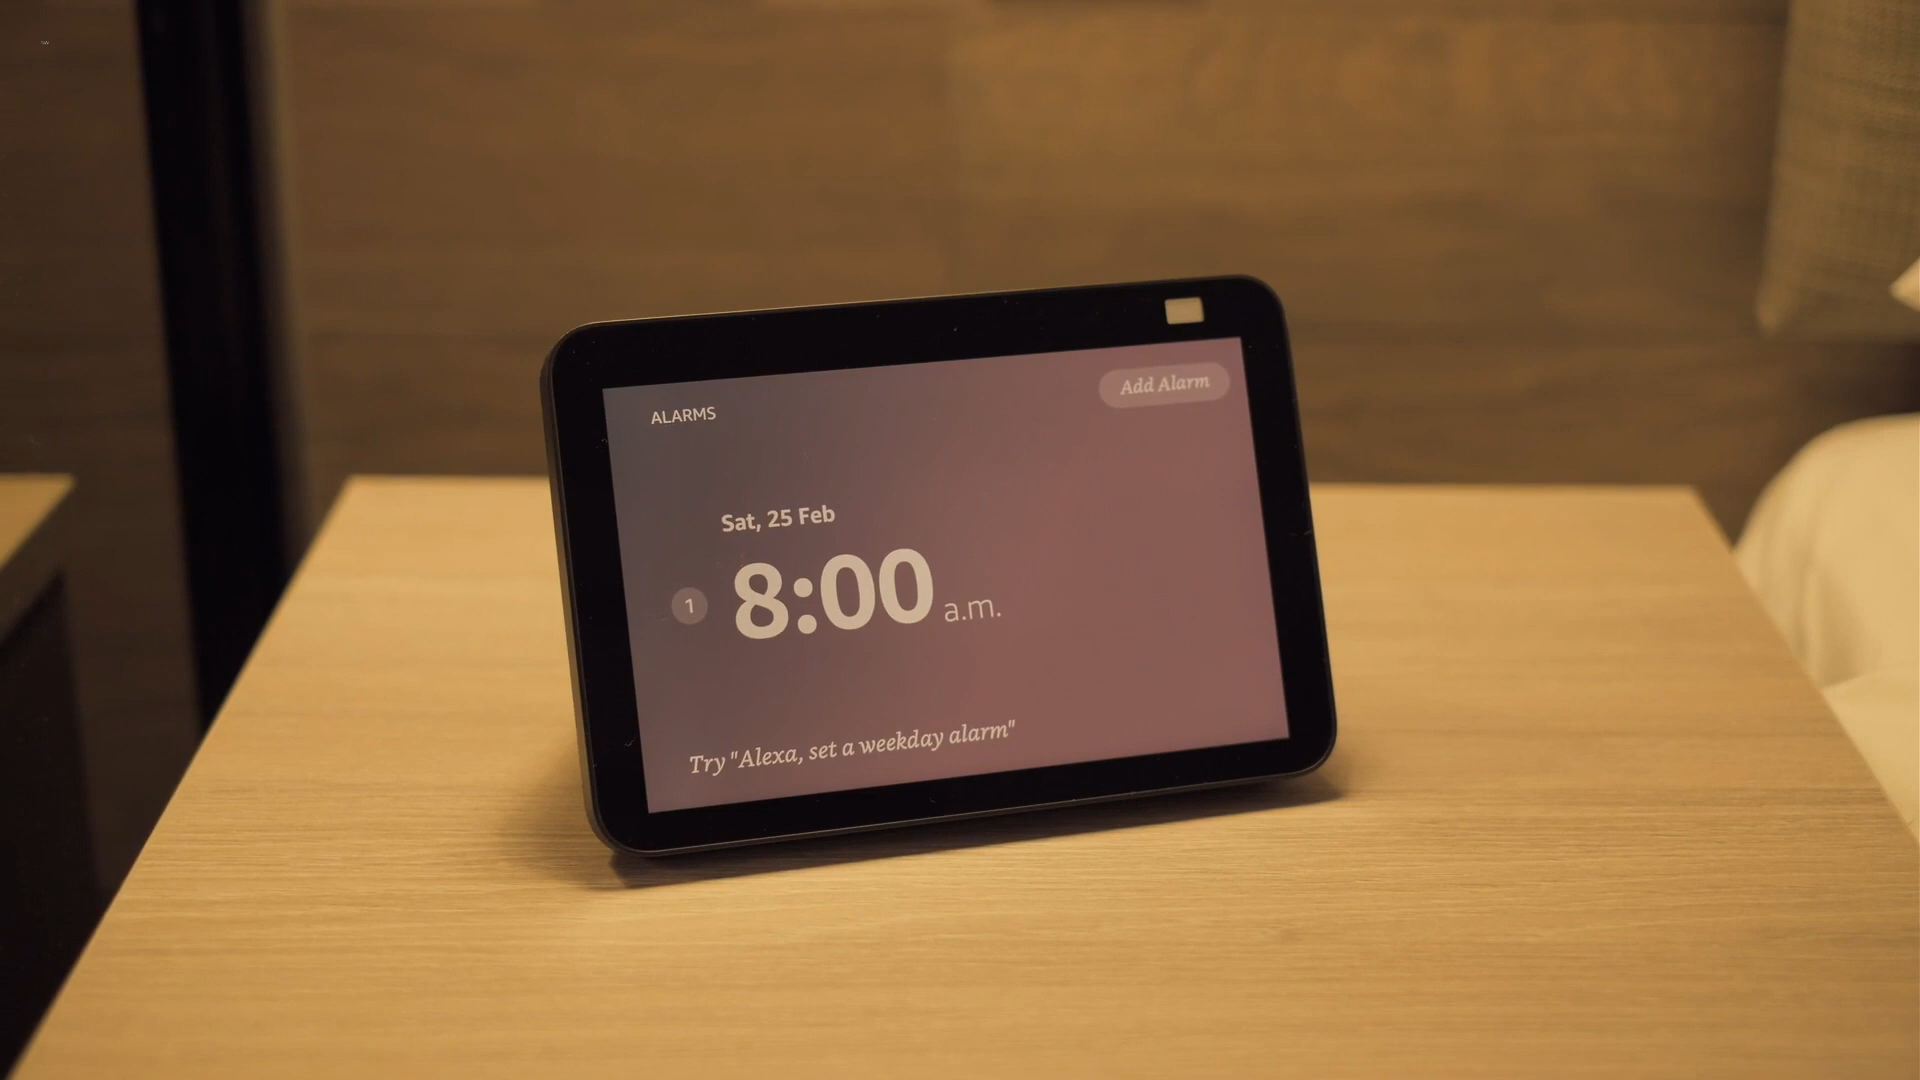 ALARMS
Add Alarm
Sat, 25 Feb
1
8:00 a.m.
Try "Alexa, set a weekday alarm"